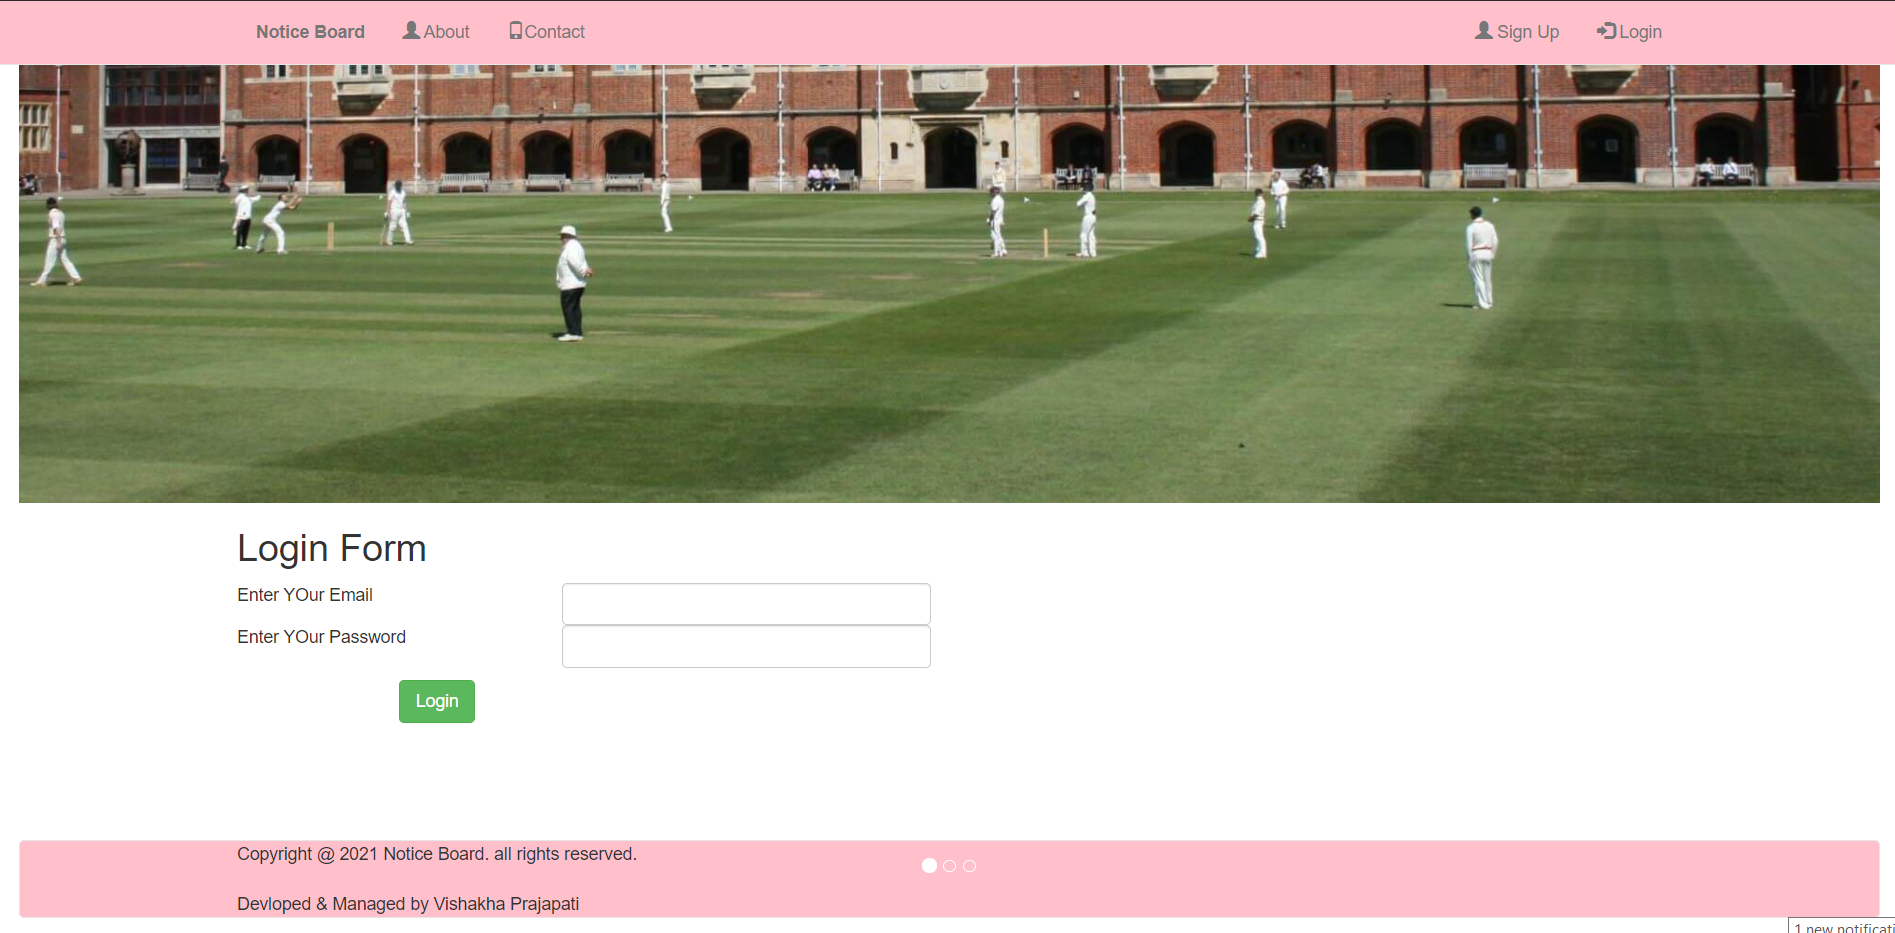 Notice Board About Contact Sign Up Login
Login Form
Enter YOur Email
Enter YOur Password
Login
Copyright @ 2021 Notice Board. all rights reserved.
Devloped & Managed by Vishakha Prajapati
1 new notificati